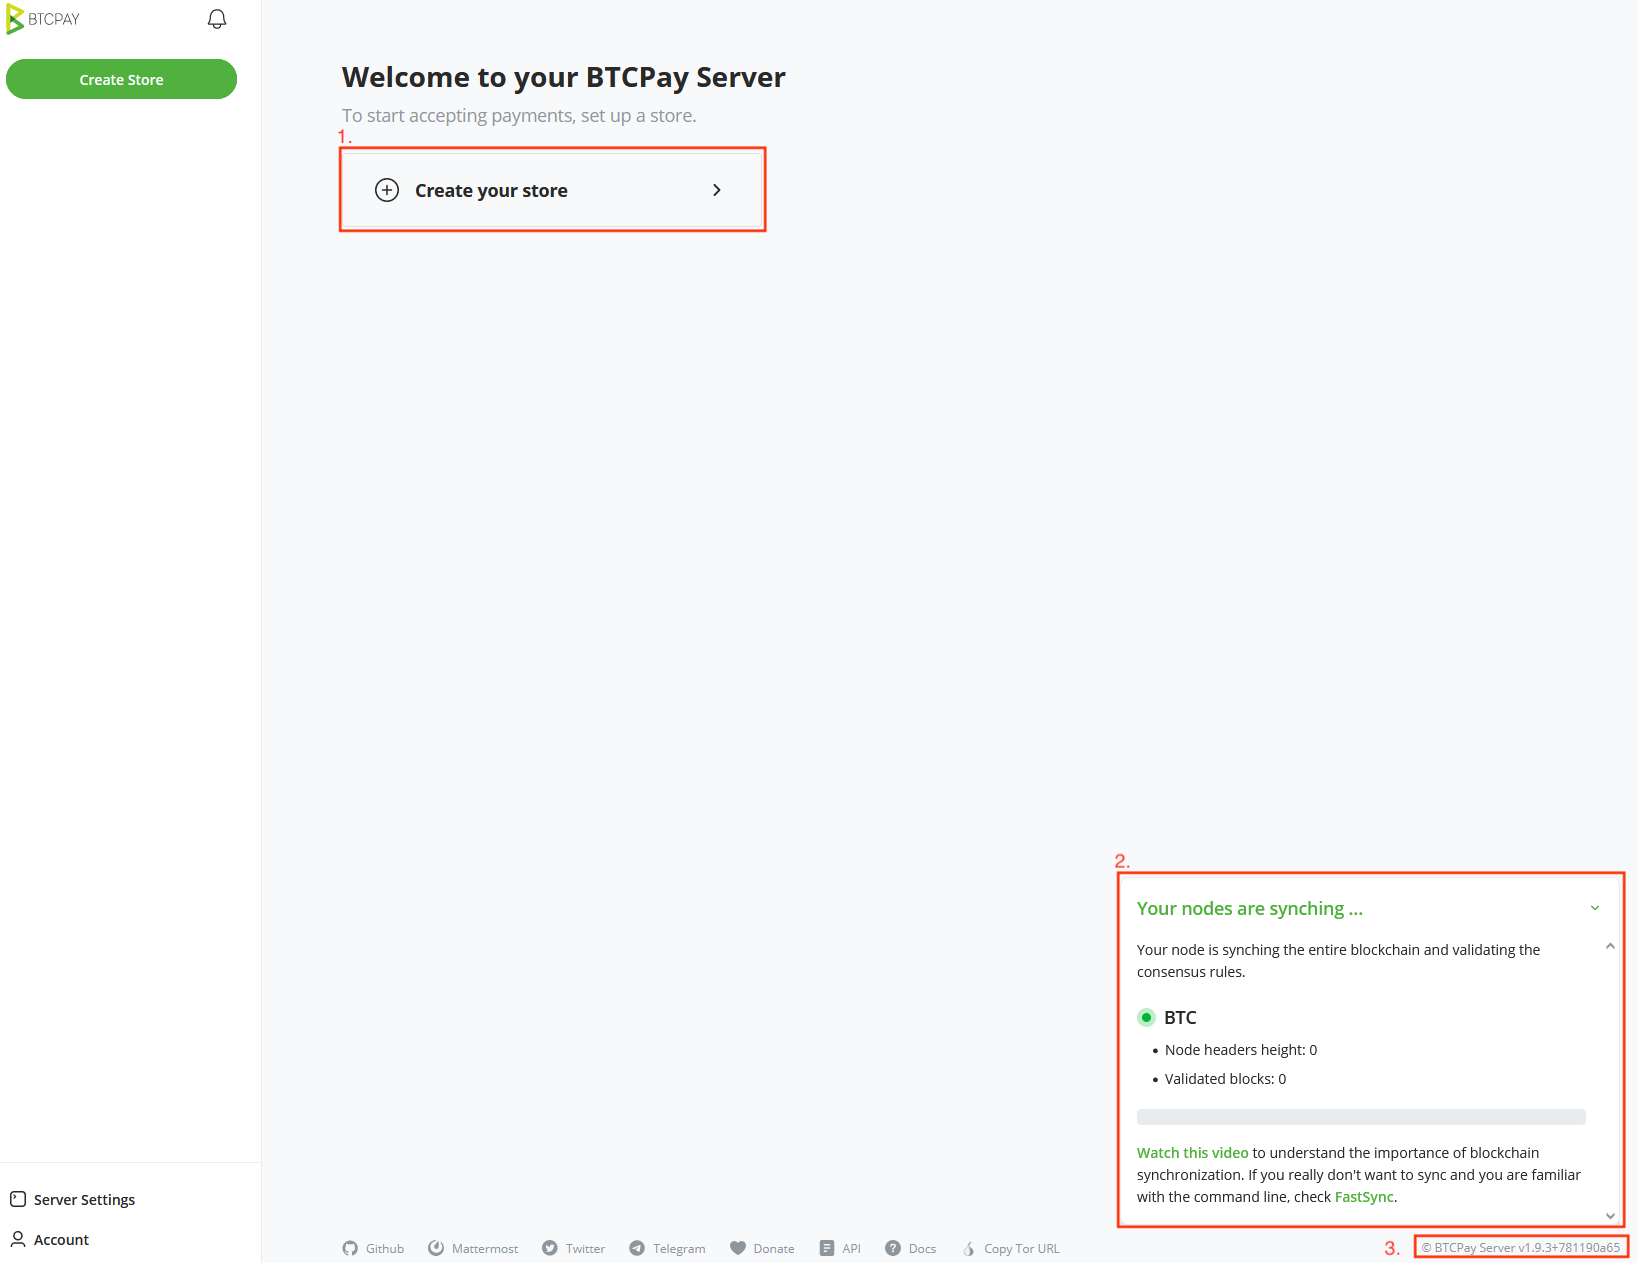 BTCPAY
Create Store
Welcome to your BTCPay Server
To start accepting payments, set up a store.
1.
Create your store
2.
Your nodes are synching ...
Your node is synching the entire blockchain and validating the
consensus rules.
BTC
• Node headers height: 0
• Validated blocks: 0
Watch this video to understand the importance of blockchain
synchronization. If you really don't want to sync and you are familiar
with the command line, check FastSync.
Server Settings
Account
Github Mattermost Twitter Telegram Donate API Docs Copy Tor URL
3. © BTCPay Server v1.9.3+781190a65